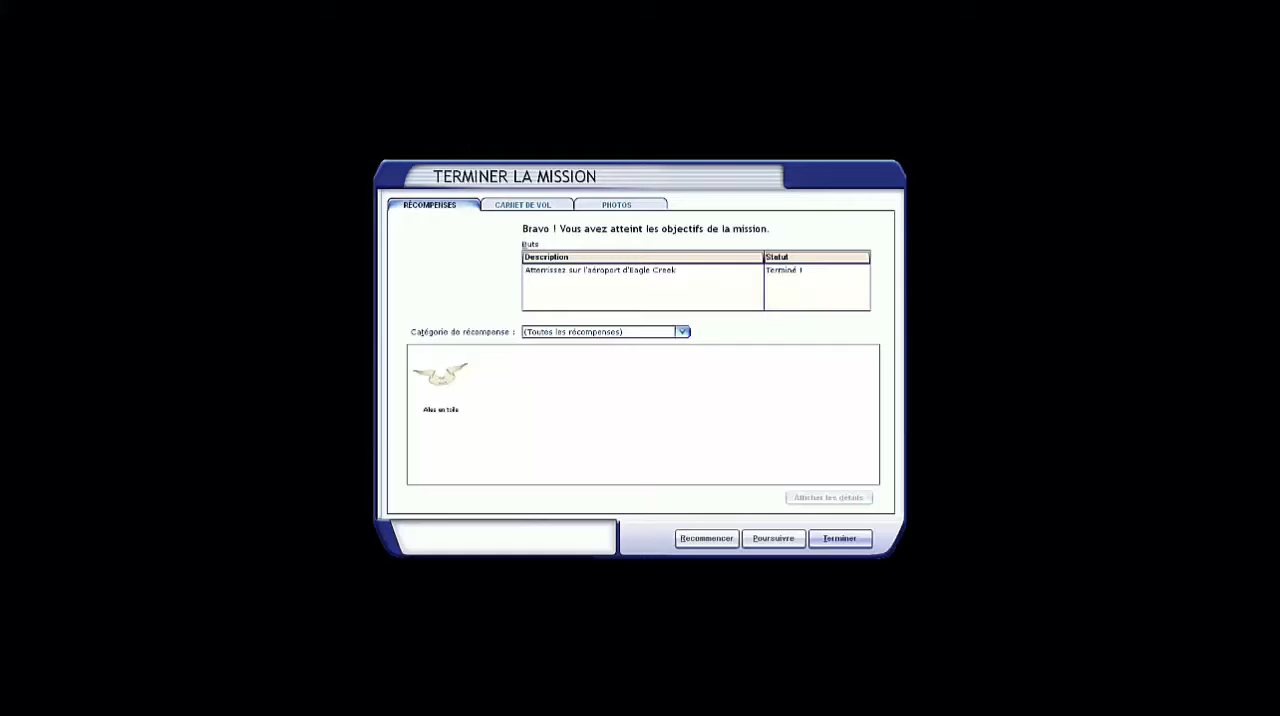 TERMINER LA MISSION
RÉCOMPENSES CARNET DE VOL PHOTOS
Bravo ! Vous avez atteint les objectifs de la mission.
Buts
Description Statut
Atterrissez sur l'aéroport d'Eagle Creek Terminé !
Catégorie de récompense : (Toutes les récompenses)
Ailes en toile
Afficher les détails
Recommencer Poursuivre Terminer